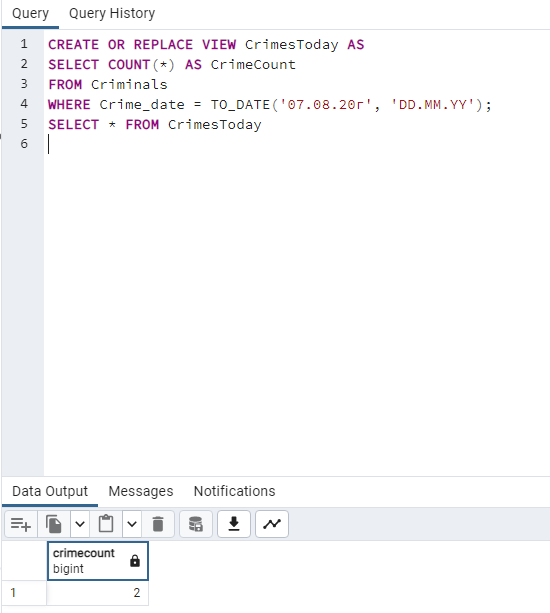 Query Query History
1 CREATE OR REPLACE VIEW CrimesToday AS
2 SELECT COUNT(*) AS CrimeCount
3 FROM Criminals
4 WHERE Crime_date = TO_DATE('07.08.20г', 'DD.MM.YY');
5 SELECT * FROM CrimesToday
6
Data Output Messages Notifications
crimecount
bigint
1 2